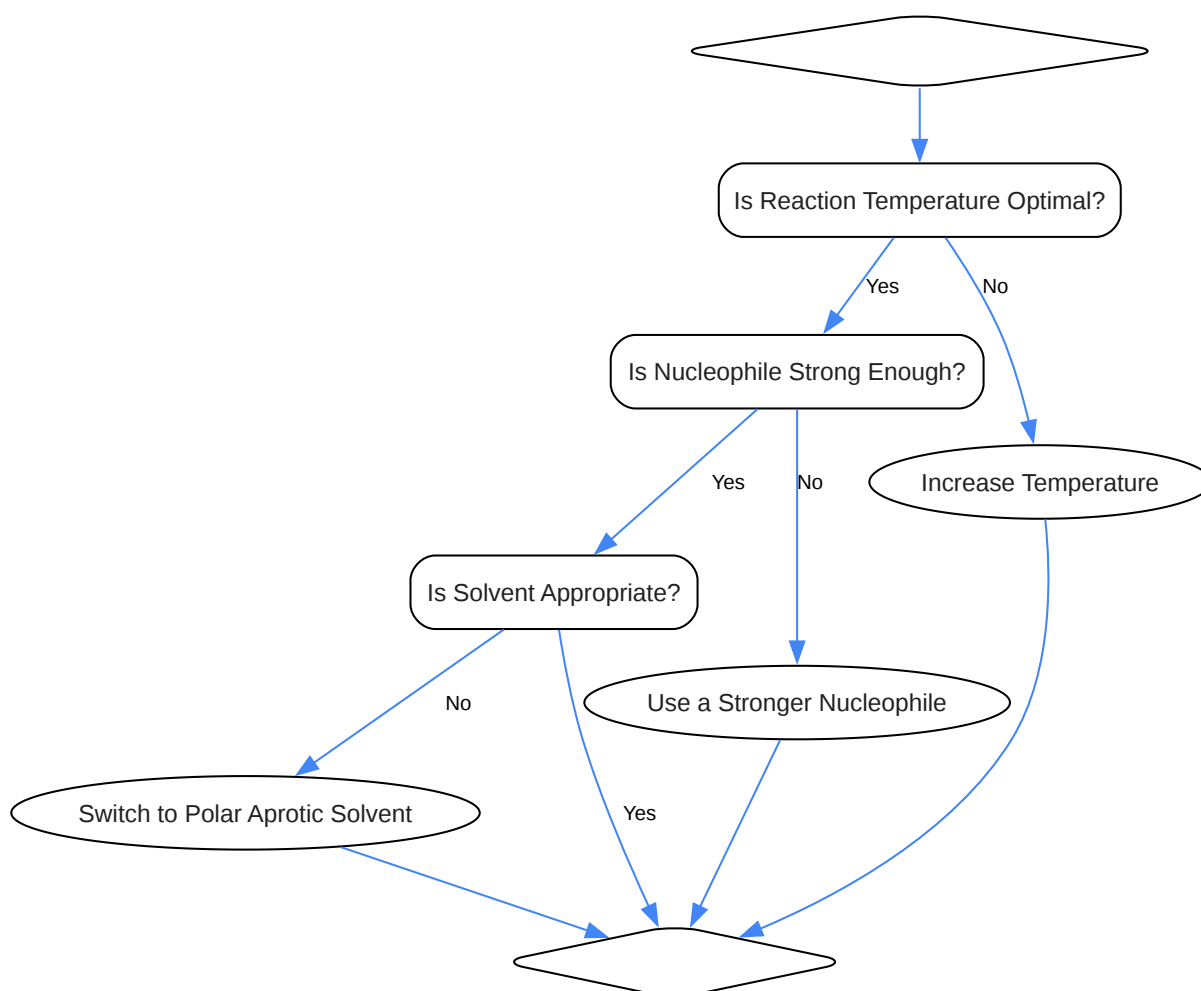 Is Reaction Temperature Optimal?
Yes
No
Is Nucleophile Strong Enough?
Yes
No
Increase Temperature
Is Solvent Appropriate?
No
Use a Stronger Nucleophile
Switch to Polar Aprotic Solvent
Yes